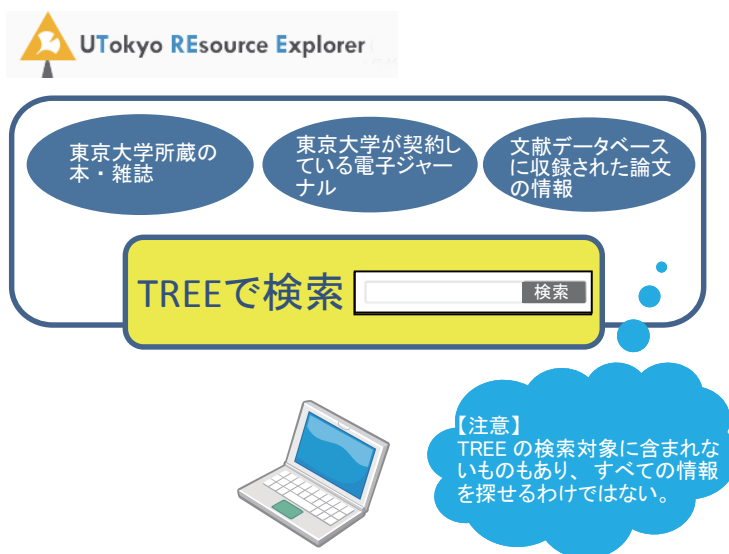 UTokyo REsource Explorer
東京大学所蔵の
本・雑誌
東京大学が契約し
ている電子ジャー
ナル
文献データベース
に収録された論文
の情報
TREEで検索
検索
【注意】
TREE の検索対象に含まれな
いものもあり、すべての情報
を探せるわけではない。